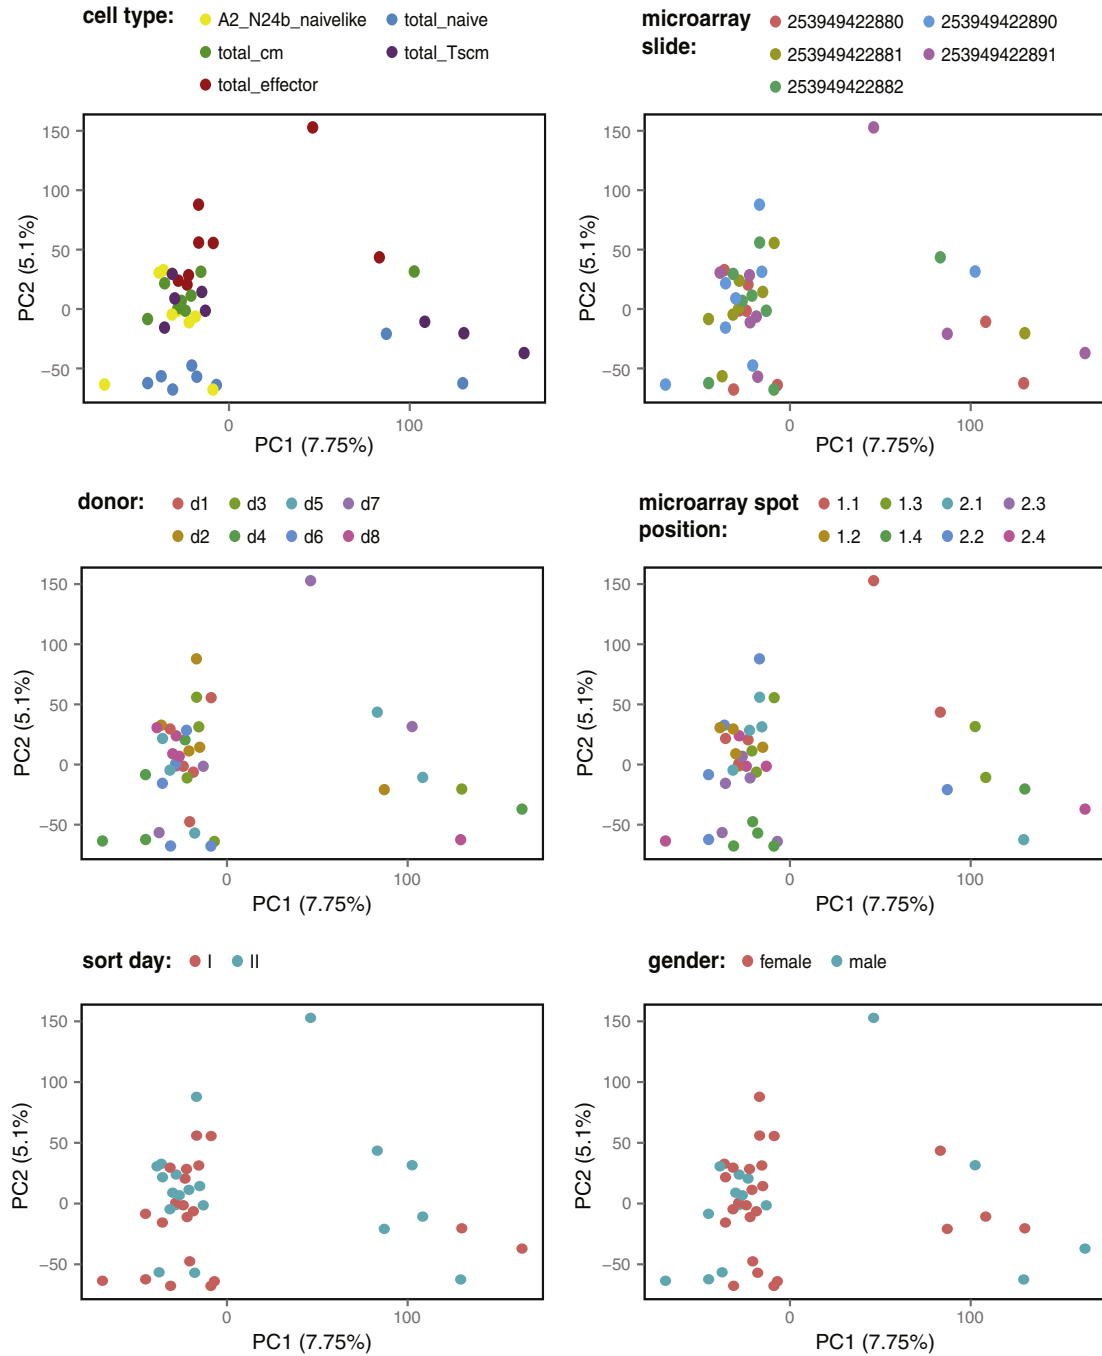 cell type:
A2_N24b_naivelike
total_naive
total_cm
total_Tscm
total_effector
150
100
50
0
−50
0
100
PC2 (5.1%)
PC1 (7.75%)
microarray
slide:
253949422880
253949422890
253949422881
253949422891
253949422882
150
100
50
0
−50
0
100
PC2 (5.1%)
PC1 (7.75%)
donor:
d1
d3
d5
d7
d2
d4
d6
d8
150
100
50
0
−50
0
100
PC2 (5.1%)
PC1 (7.75%)
microarray spot
position:
1.1
1.3
2.1
2.3
1.2
1.4
2.2
2.4
150
100
50
0
−50
0
100
PC2 (5.1%)
PC1 (7.75%)
sort day:
I
II
150
100
50
0
−50
0
100
PC2 (5.1%)
PC1 (7.75%)
gender:
female
male
150
100
50
0
−50
0
100
PC2 (5.1%)
PC1 (7.75%)